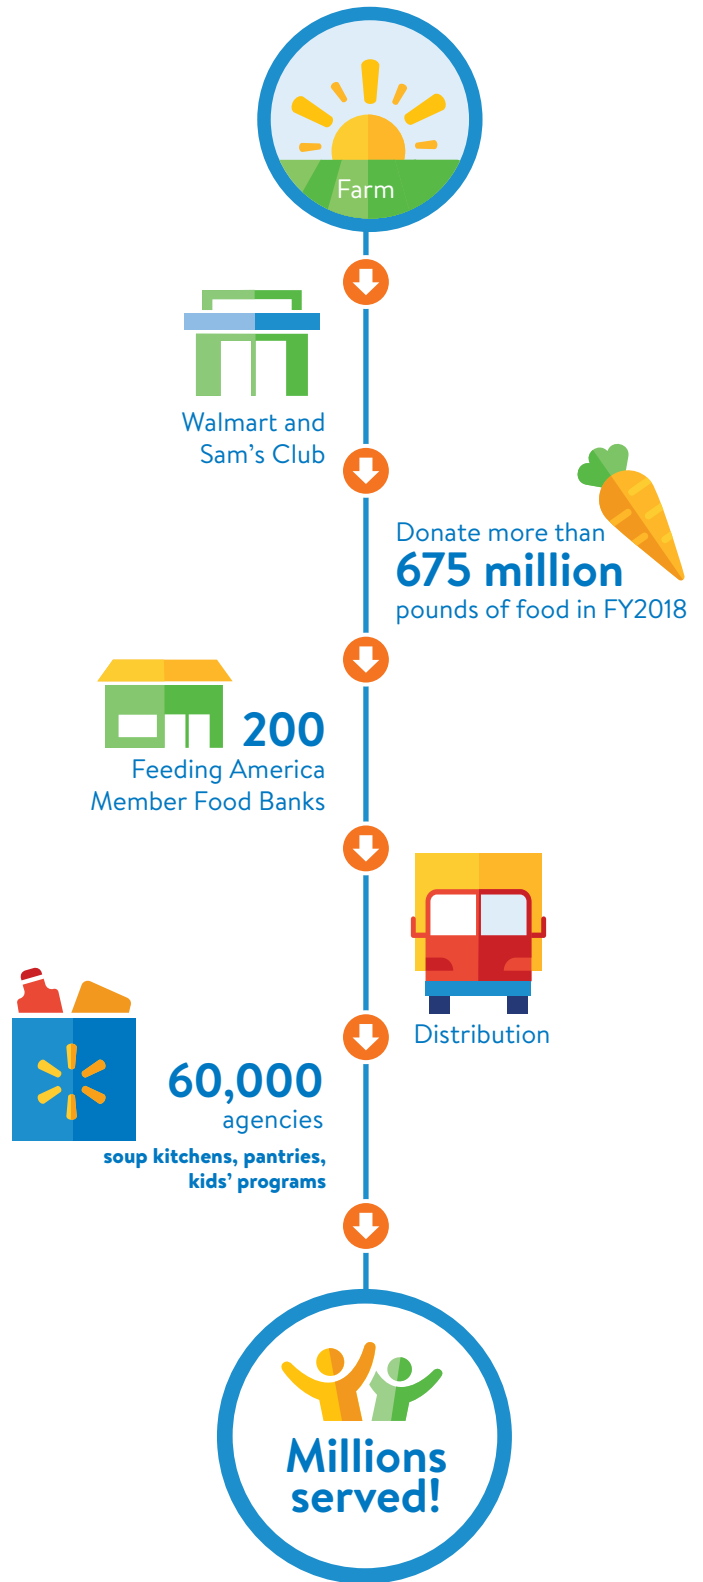 Farm
Walmart and
Sam's Club
Donate more than
675 million
pounds of food in FY2018
200
Feeding America
Member Food Banks
Distribution
60,000
agencies
soup kitchens, pantries,
kids' programs
Millions
served!